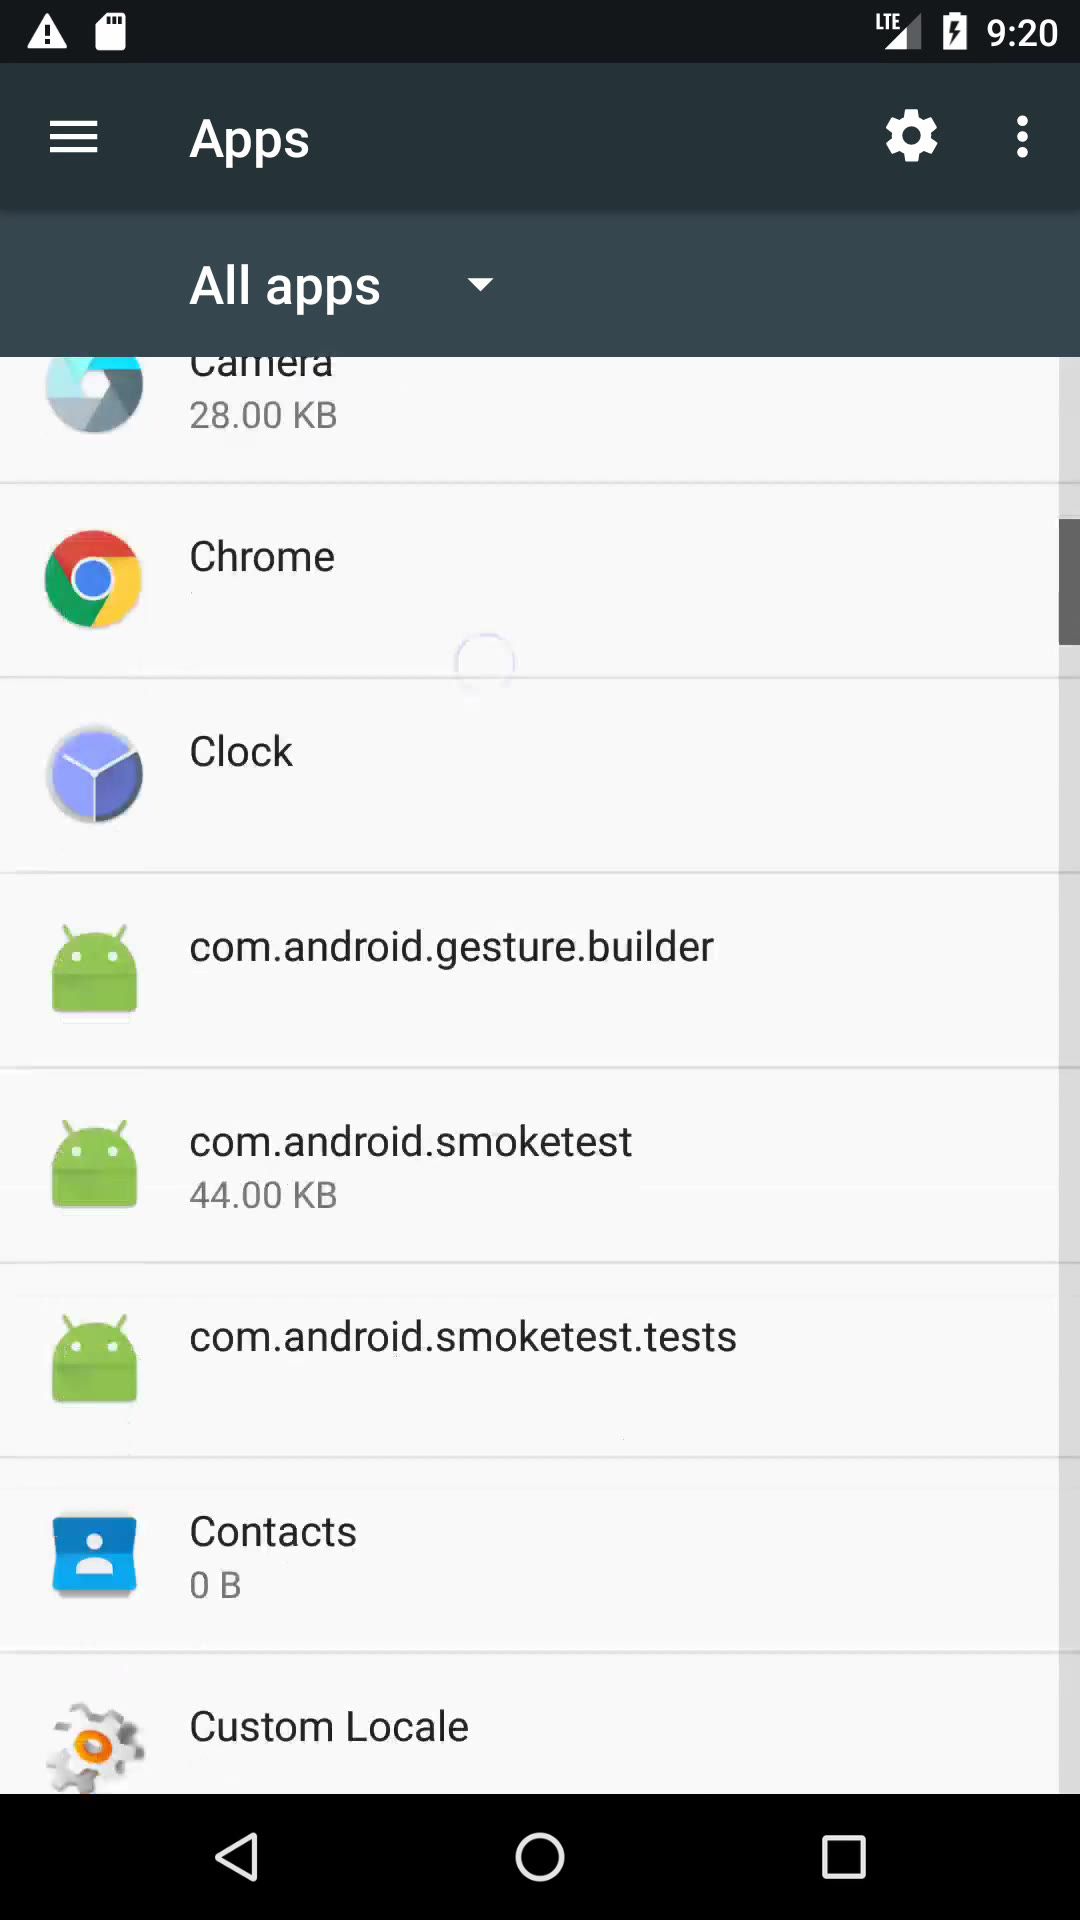 LTE 9:20
Apps
All apps
Camera
28.00 KB
Chrome
Clock
com.android.gesture.builder
com.android.smoketest
44.00 KB
com.android.smoketest.tests
Contacts
0 B
Custom Locale